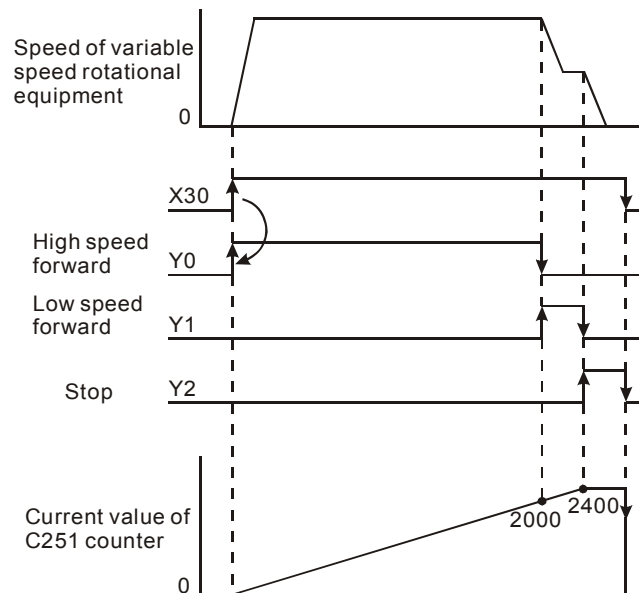 Speed of variable
speed rotational
equipment
0
X30
High speed
forward
Y0
Low speed
forward
Y1
Stop
Y2
Current value of
C251 counter
2000
2400
0